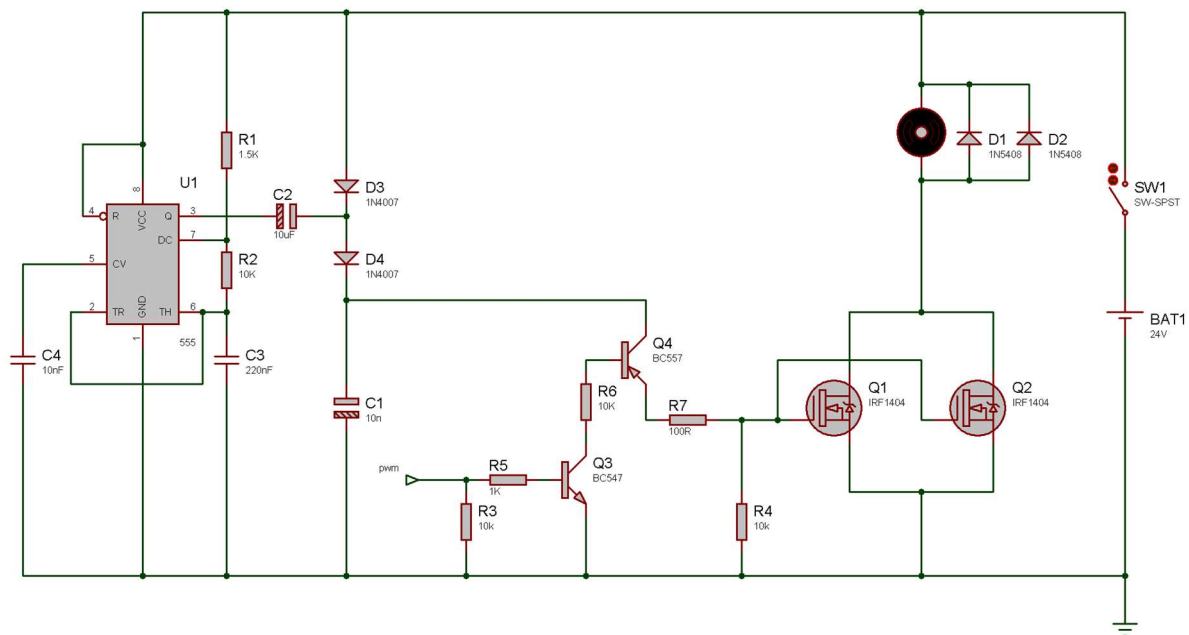 R1
1.5K
U1
8
VCC
4
R
Q
3
C2
10uF
D3
1N4007
DC
7
R2
10K
5
CV
D4
1N4007
2
TR
GND
TH
6
1
555
C4
10nF
C3
220nF
C1
10n
D1
1N5408
D2
1N5408
SW1
SW-SPST
BAT1
24V
Q4
BC557
R6
10K
R7
100R
Q1
IRF1404
Q2
IRF1404
pwm
R5
1K
Q3
BC547
R3
10k
R4
10k